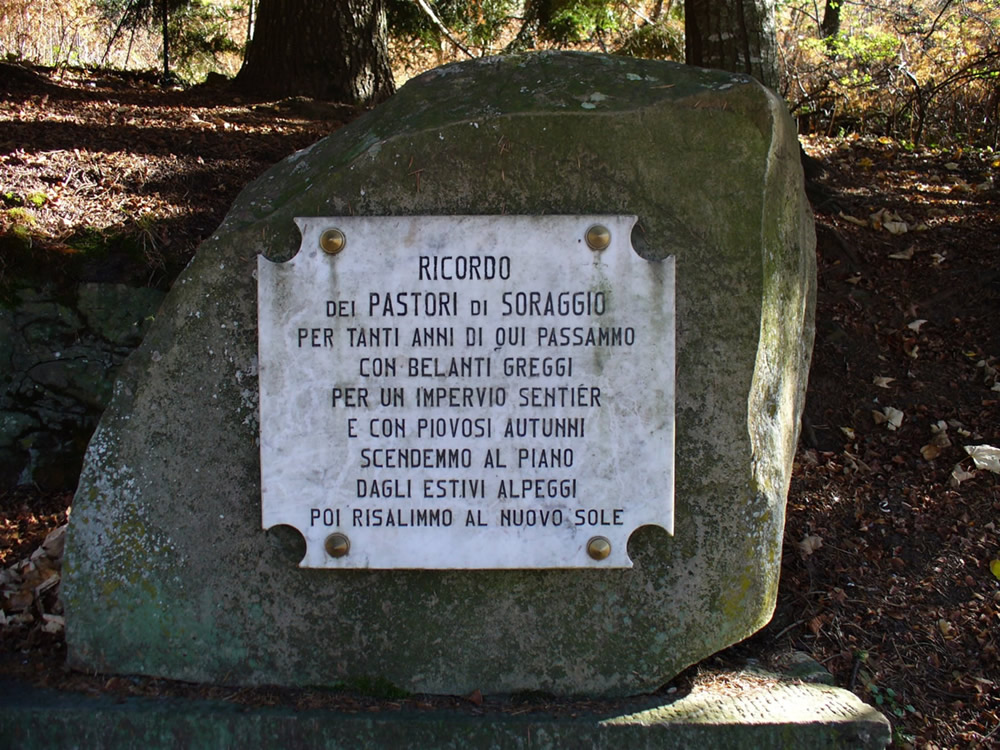 RICORDO
DEI PASTORI DI SORAGGIO
PER TANTI ANNI DI QUI PASSAMMO
CON BELANTI GREGGI
PER UN IMPERVIO SENTIER
E CON PIOVOSI AUTUNNI
SCENDEMMO AL PIANO
DAGLI ESTIVI ALPEGGI
POI RISALIMMO AL NUOVO SOLE